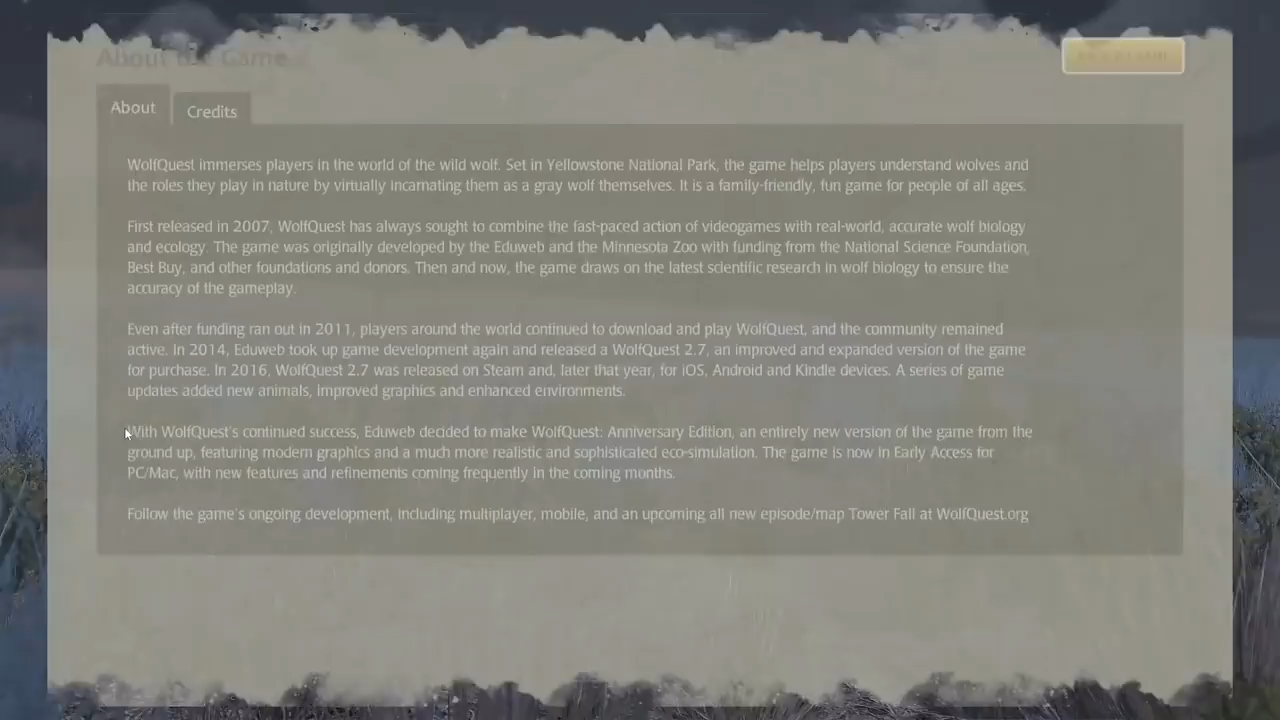 About the Game
About
Credits
WolfQuest immerses players in the world of the wild wolf. Set in Yellowstone National Park, the game helps players understand wolves and
the roles they play in nature by virtually incarnating them as a gray wolf themselves. It is a family-friendly, fun game for people of all ages.
First released in 2007, WolfQuest has always sought to combine the fast-paced action of videogames with real-world, accurate wolf biology
and ecology. The game was originally developed by the Eduweb and the Minnesota Zoo with funding from the National Science Foundation,
Best Buy, and other foundations and donors. Then and now, the game draws on the latest scientific research in wolf biology to ensure the
accuracy of the gameplay.
Even after funding ran out in 2011, players around the world continued to download and play WolfQuest, and the community remained
active. In 2014, Eduweb took up game development again and released a WolfQuest 2.7, an improved and expanded version of the game
for purchase. In 2016, WolfQuest 2.7 was released on Steam and, later that year, for iOS, Android and Kindle devices. A series of game
updates added new animals, improved graphics and enhanced environments.
With WolfQuest's continued success, Eduweb decided to make WolfQuest: Anniversary Edition, an entirely new version of the game from the
ground up, featuring modern graphics and a much more realistic and sophisticated eco-simulation. The game is now in Early Access for
PC/Mac, with new features and refinements coming frequently in the coming months.
Follow the game's ongoing development, including multiplayer, mobile, and an upcoming all new episode/map Tower Fall at WolfQuest.org